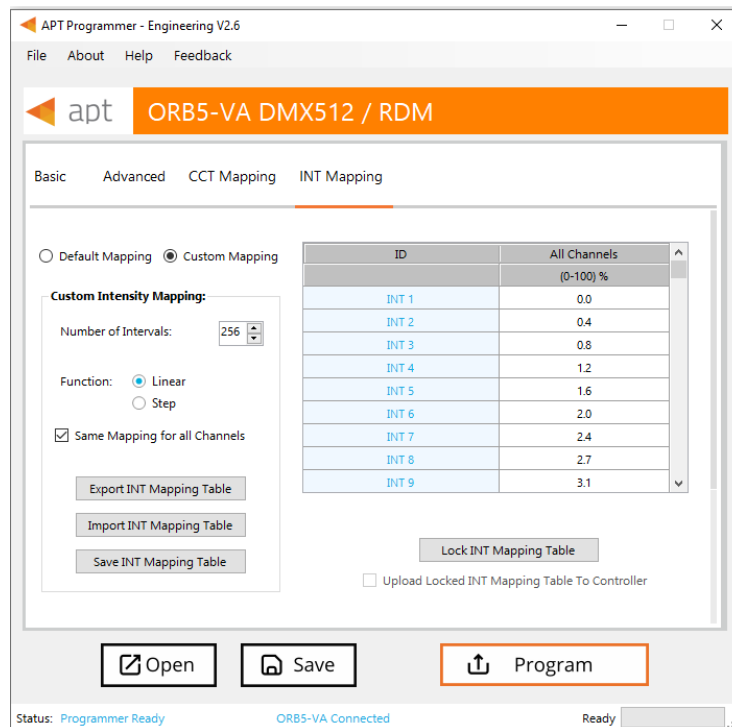 APT Programmer - Engineering V2.6
File About Help Feedback
apt ORB5-VA DMX512 / RDM
Basic Advanced CCT Mapping INT Mapping
Default Mapping Custom Mapping
Custom Intensity Mapping:
Number of Intervals: 256
Function: Linear
Step
Same Mapping for all Channels
Export INT Mapping Table
Import INT Mapping Table
Save INT Mapping Table
ID All Channels
(0-100) %
INT 1 0.0
INT 2 0.4
INT 3 0.8
INT 4 1.2
INT 5 1.6
INT 6 2.0
INT 7 2.4
INT 8 2.7
INT 9 3.1
Lock INT Mapping Table
Upload Locked INT Mapping Table To Controller
Open Save Program
Status: Programmer Ready ORB5-VA Connected Ready